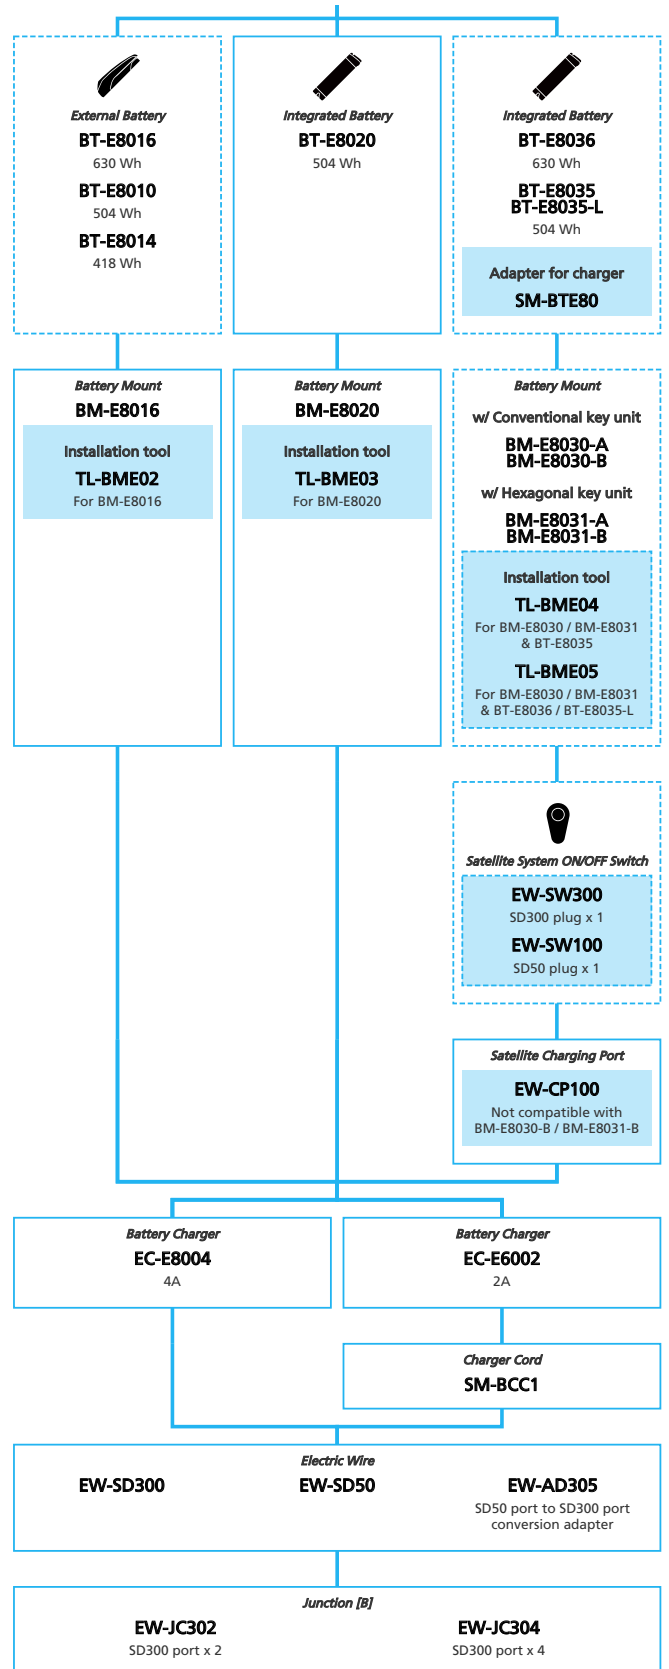 External Battery
BT-E8016
630 Wh
BT-E8010
504 Wh
BT-E8014
418 Wh
Integrated Battery
BT-E8020
504 Wh
Integrated Battery
BT-E8036
630 Wh
BT-E8035
BT-E8035-L
504 Wh
Adapter for charger
SM-BTE80
Battery Mount
BM-E8016
Installation tool
TL-BME02
For BM-E8016
Battery Mount
BM-E8020
Installation tool
TL-BME03
For BM-E8020
Battery Mount
w/ Conventional key unit
BM-E8030-A
BM-E8030-B
w/ Hexagonal key unit
BM-E8031-A
BM-E8031-B
Installation tool
TL-BME04
For BM-E8030 / BM-E8031
& BT-E8035
TL-BME05
For BM-E8030 / BM-E8031
& BT-E8036 / BT-E8035-L
Satellite System ON/OFF Switch
EW-SW300
SD300 plug x 1
EW-SW100
SD50 plug x 1
Satellite Charging Port
EW-CP100
Not compatible with
BM-E8030-B / BM-E8031-B
Battery Charger
EC-E8004
4A
Battery Charger
EC-E6002
2A
Charger Cord
SM-BCC1
Electric Wire
EW-SD300
EW-SD50
EW-AD305
SD50 port to SD300 port
conversion adapter
Junction [B]
EW-JC302
SD300 port x 2
EW-JC304
SD300 port x 4